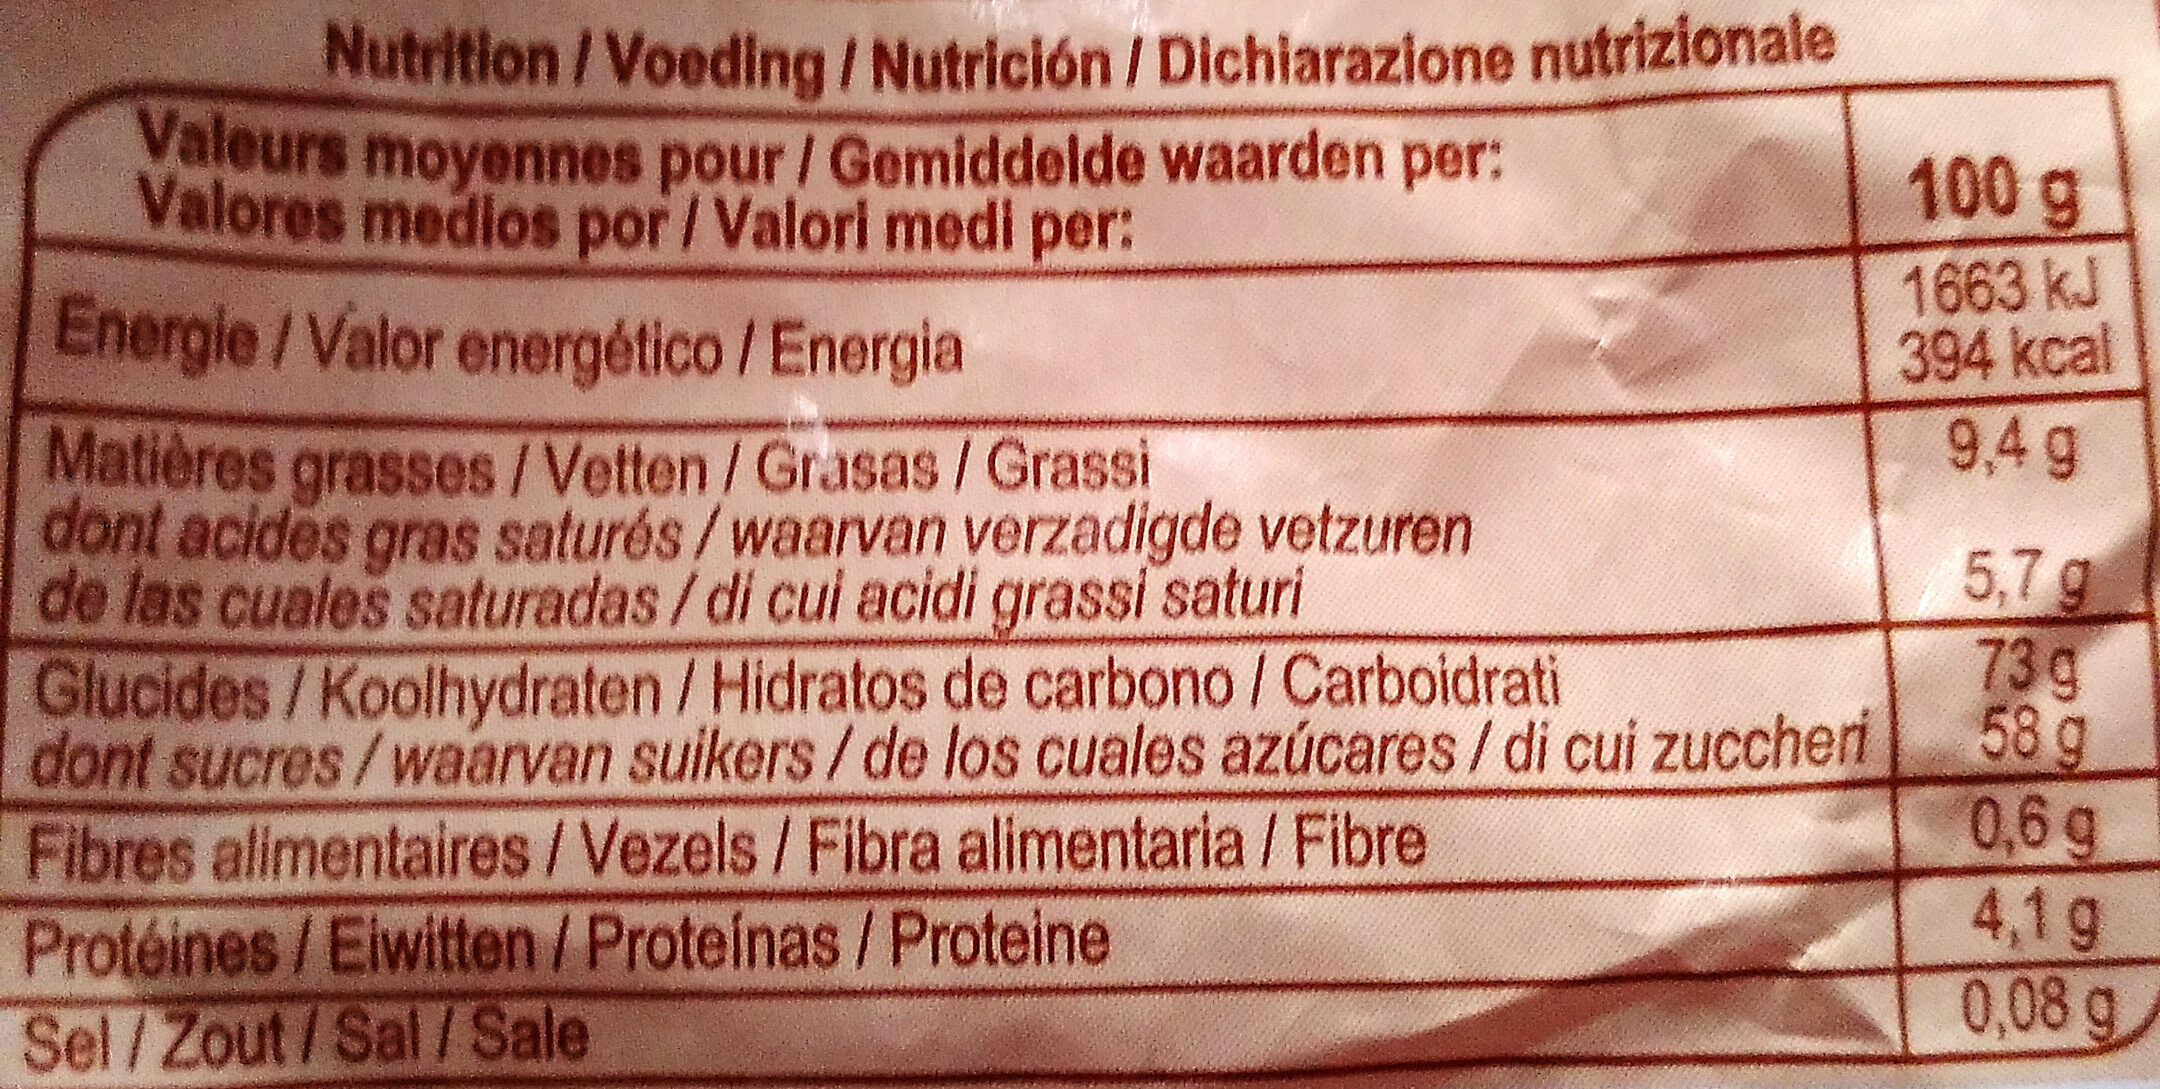 Nutrition / Voeding / Nutrición / Dichiarazione nutrizionale
Valeurs moyennes pour / Gemiddelde waarden per:
Valores medios por / Valori medi per:
100 g
Énergie / Valor energético / Energia
1663 kJ
394 kcal
Matières grasses / Vetten / Grasas / Grassi
9,4 g
dont acides gras saturés / waarvan verzadigde vetzuren
de las cuales saturadas / di cui acidi grassi saturi
5,7 g
Glucides / Koolhydraten / Hidratos de carbono / Carboidrati
73 g
dont sucres / waarvan suikers / de los cuales azúcares / di cui zuccheri
58 g
Fibres alimentaires / Vezels / Fibra alimentaria / Fibre
0,6 g
Protéines / Eiwitten / Proteínas / Proteine
4,1 g
Sel / Zout / Sal / Sale
0,08 g